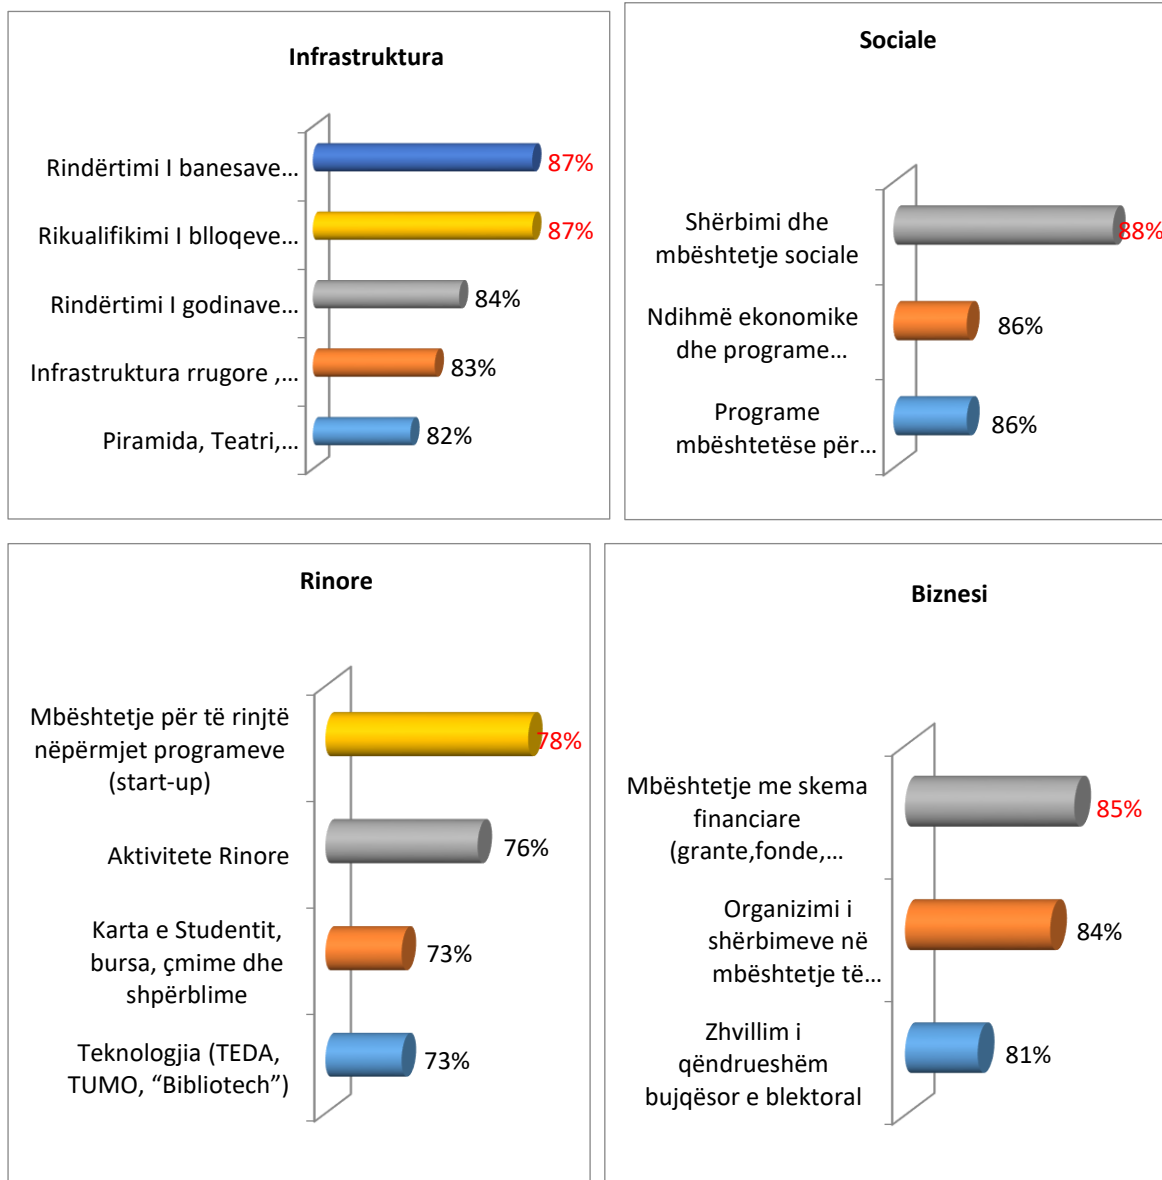 Infrastruktura
Rindërtimi I banesave...
87%
Rikualifikimi I blloqeve...
87%
Rindërtimi I godinave...
84%
Infrastruktura rrugore ,...
83%
Piramida, Teatri,...
82%
Sociale
Shërbimi dhe
mbështetje sociale
88%
Ndihmë ekonomike
dhe programe...
86%
Programe
mbështetëse për...
86%
Rinore
Mbështetje për të rinjtë
nëpërmjet programeve
(start-up)
78%
Aktivitete Rinore
76%
Karta e Studentit,
bursa, çmime dhe
shpërblime
73%
Teknologjia (TEDA,
TUMO, “Bibliotech”)
73%
Biznesi
Mbështetje me skema
financiare
(grante,fonde,...
85%
Organizimi i
shërbimeve në
mbështetje të...
84%
Zhvillim i
qëndrueshëm
bujqësor e blektoral
81%